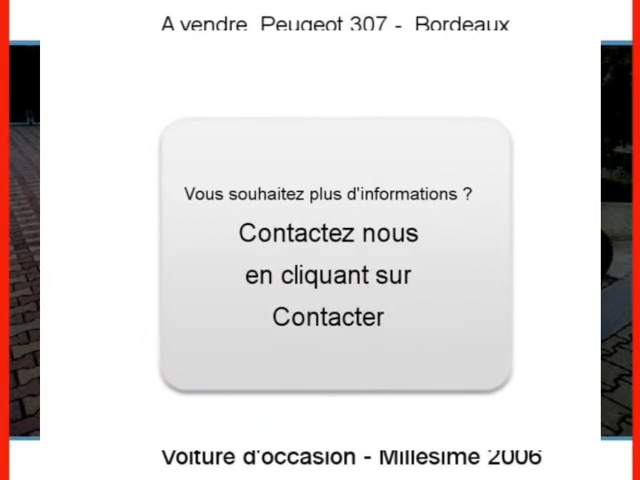 A vendre Peugeot 307 - Bordeaux
Vous souhaitez plus d'informations ?
Contactez nous
en cliquant sur
Contacter
Voiture d'occasion - Millesime 2006